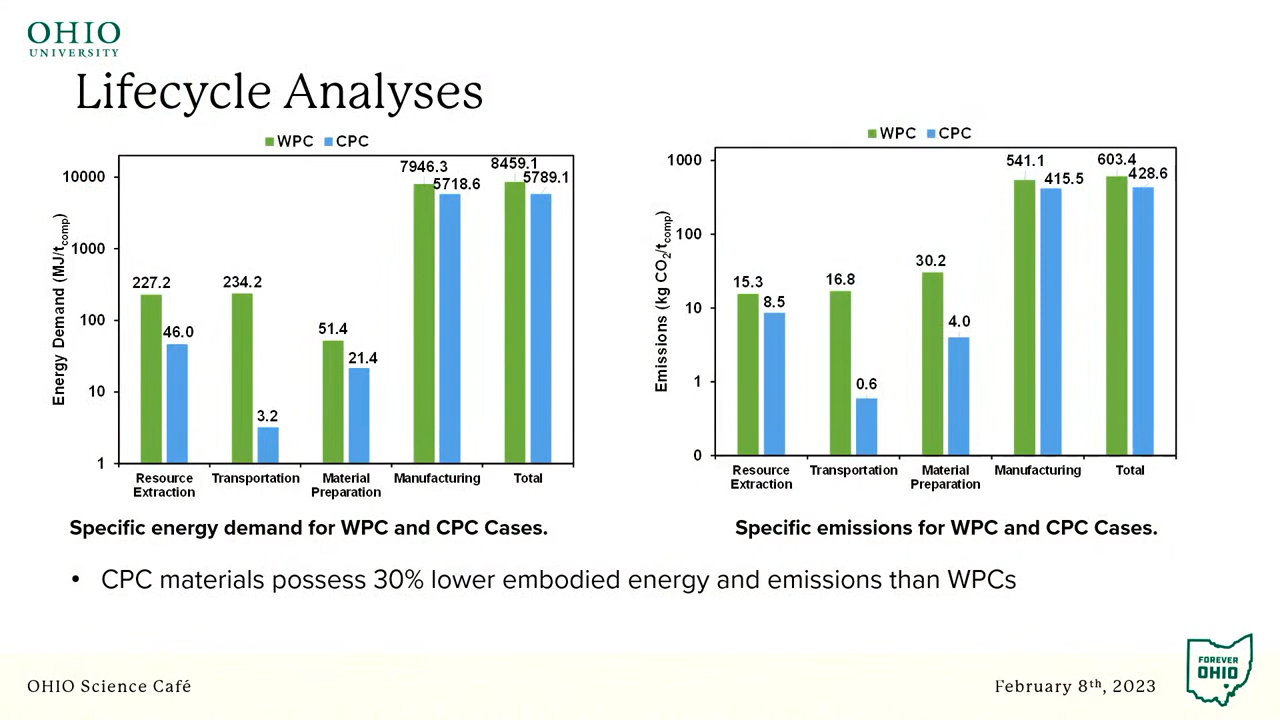 OHIO
UNIVERSITY
Lifecycle Analyses
WPC CPC
10000
1000
100
10
1
Energy Demand (MJ/tcomp)
227.2
46.0
234.2
3.2
51.4
21.4
7946.3
5718.6
8459.1
5789.1
Resource Extraction
Transportation
Material Preparation
Manufacturing
Total
Specific energy demand for WPC and CPC Cases.
WPC CPC
1000
100
10
1
0
Emissions (kg CO2/tcomp)
15.3
8.5
16.8
0.6
30.2
4.0
541.1
415.5
603.4
428.6
Resource Extraction
Transportation
Material Preparation
Manufacturing
Total
Specific emissions for WPC and CPC Cases.
• CPC materials possess 30% lower embodied energy and emissions than WPCs
OHIO Science Café
February 8th, 2023
FOREVER
OHIO